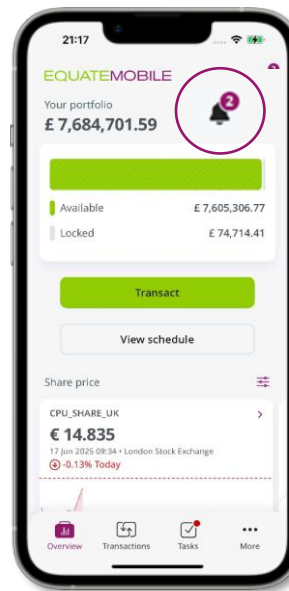 21:17
EQUATEMOBILE
Your portfolio
£ 7,684,701.59
2
Available £ 7,605,306.77
Locked £ 74,714.41
Transact
View schedule
Share price
CPU_SHARE_UK
€ 14.835
17 Jun 2025 09:34 • London Stock Exchange
-0.13% Today
Overview Transactions Tasks More